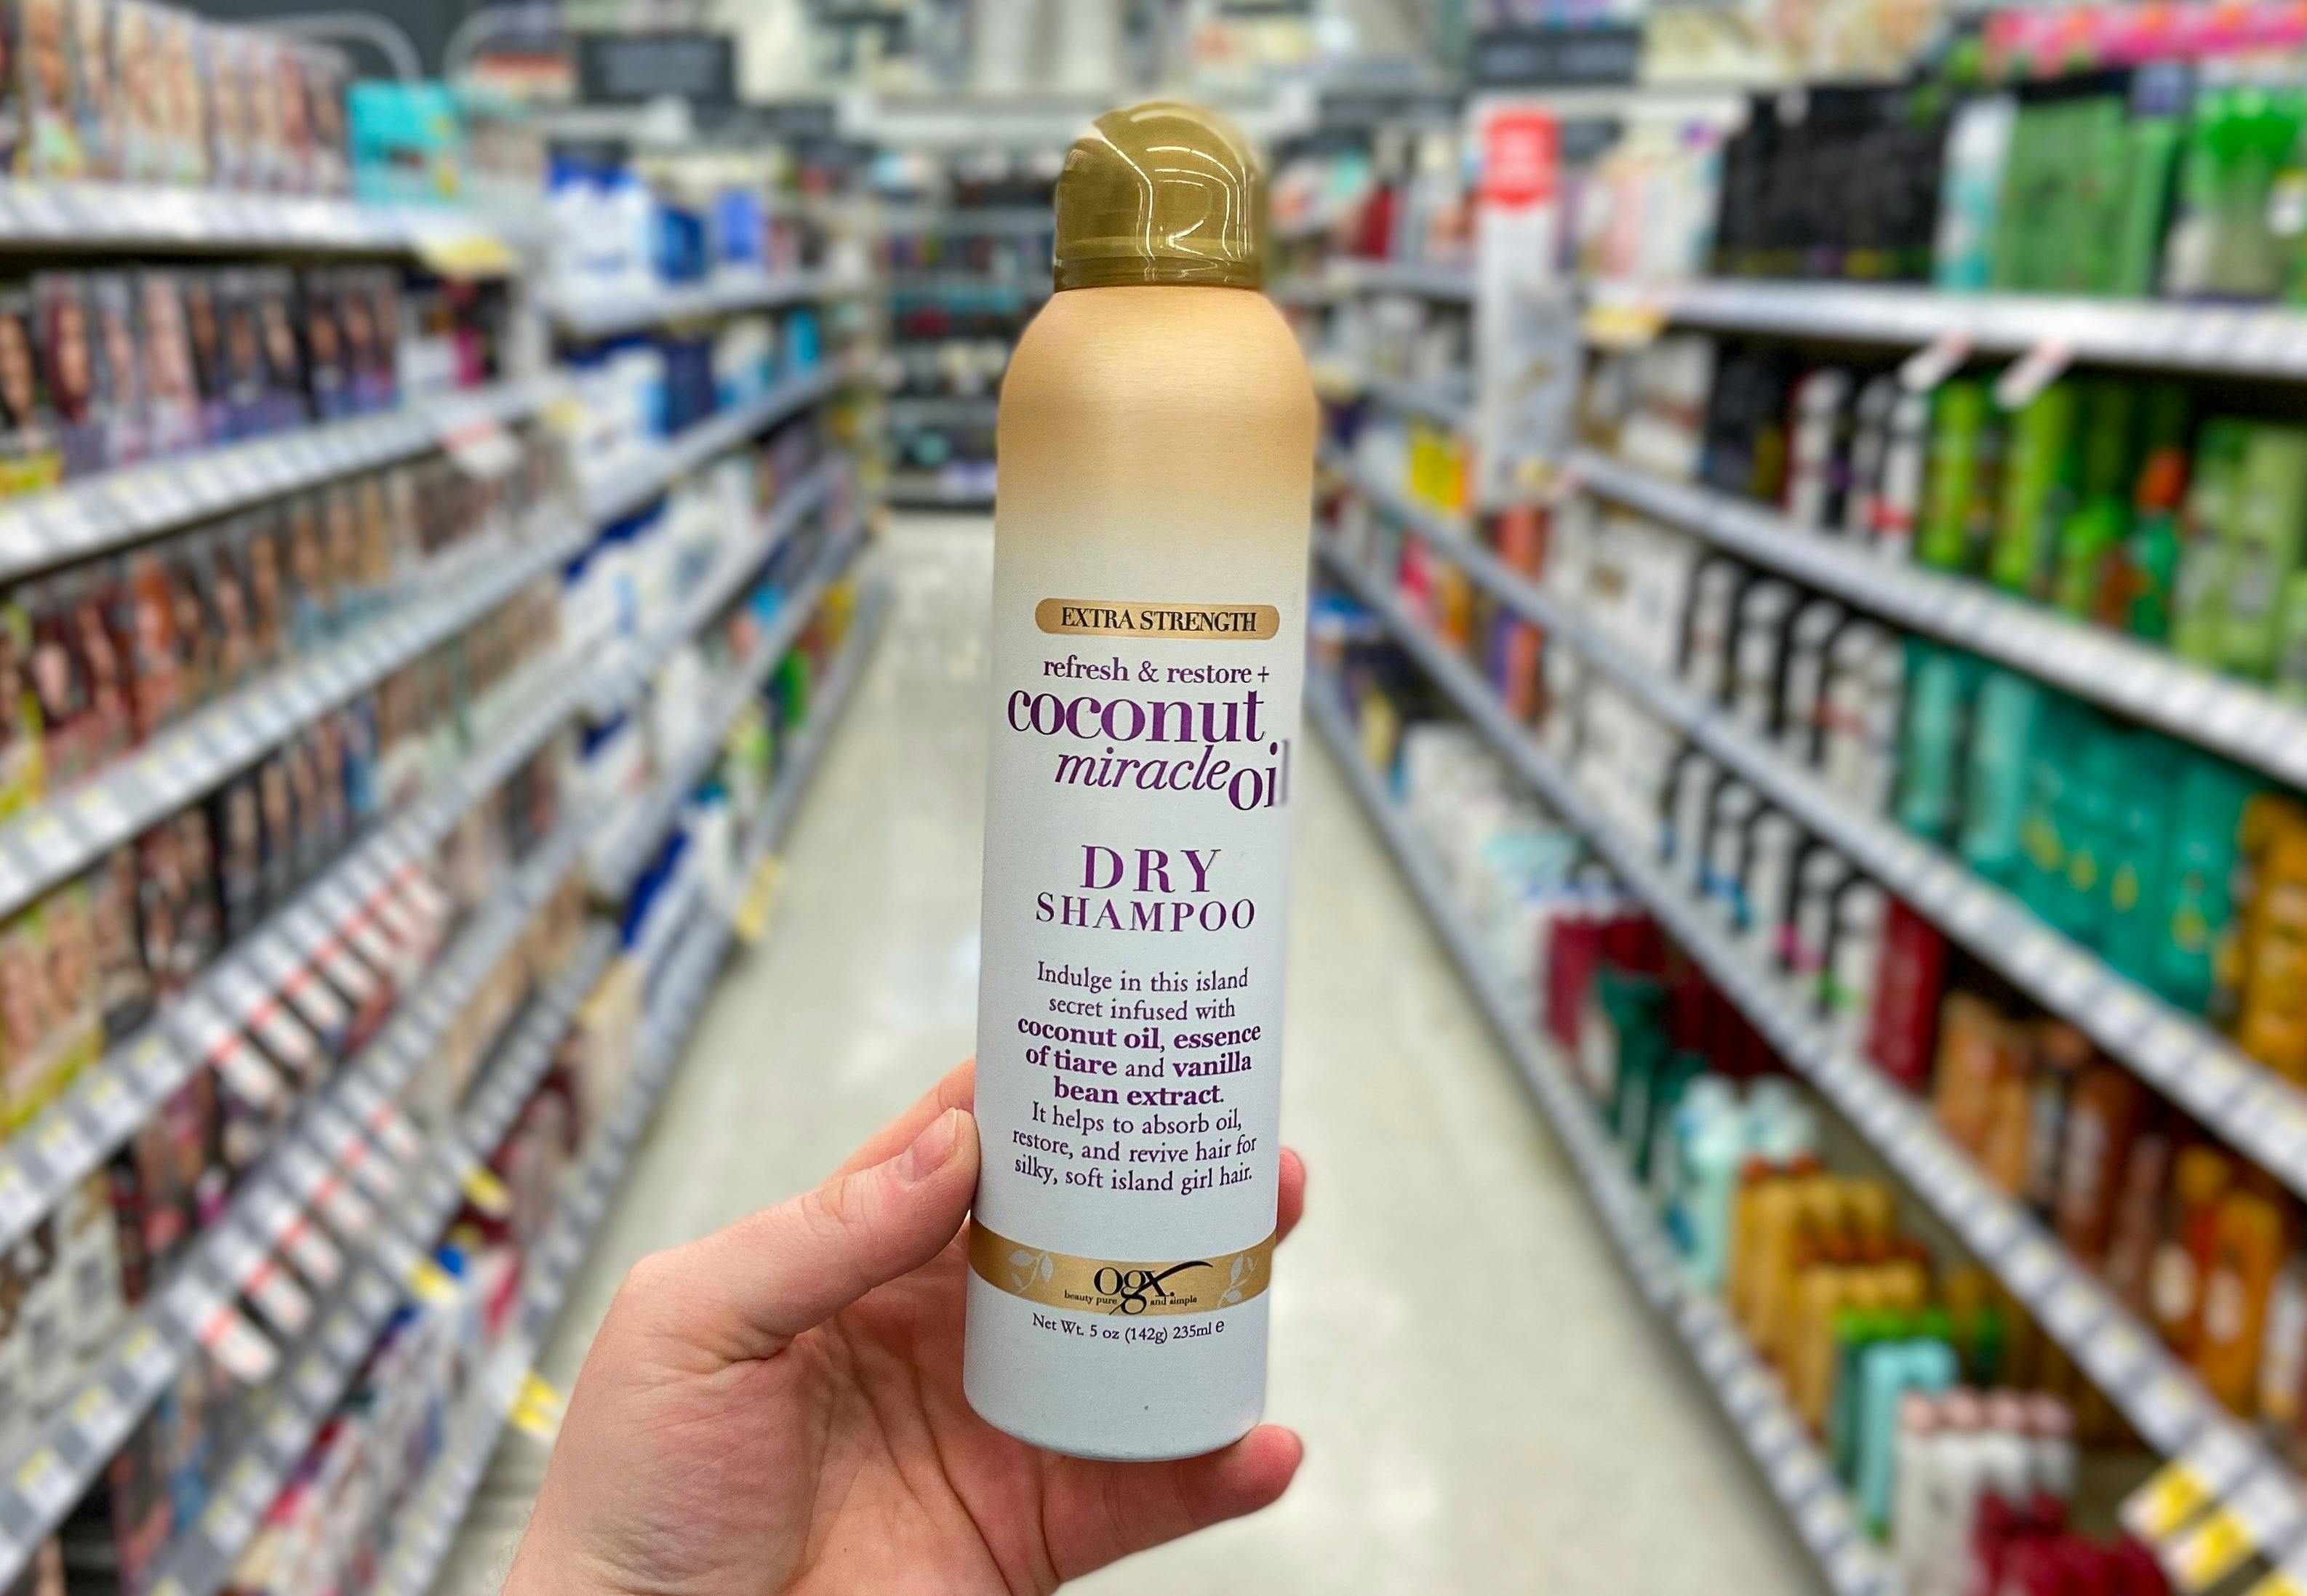 EXTRA STRENGTH
refresh & restore +
coconut
miracle oil
DRY
SHAMPOO
Indulge in this island
secret infused with
coconut oil, essence
of tiare and vanilla
bean extract.
It helps to absorb oil,
restore, and revive hair for
silky, soft island girl hair.
ogx
beauty pure and simple
Net Wt. 5 oz (142g) 235ml e